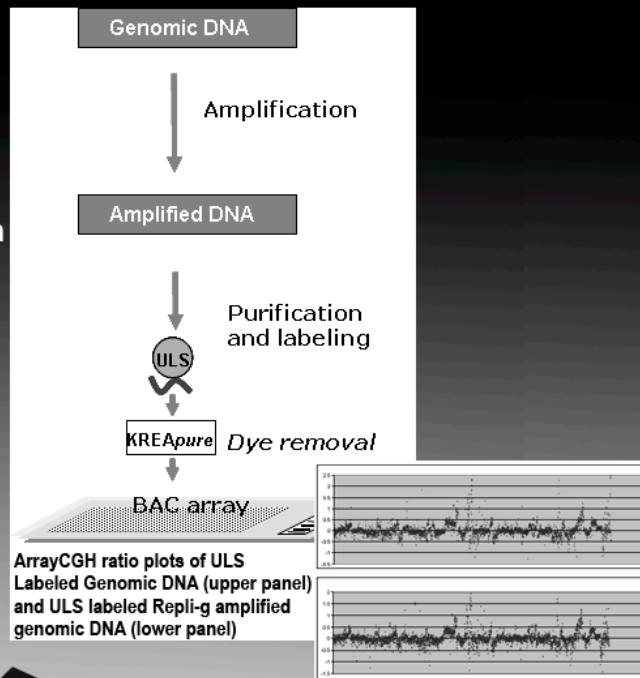 Genomic DNA
Amplification
Amplified DNA
Purification
and labeling
ULS
KREApure
Dye removal
BAC array
ArrayCGH ratio plots of ULS
Labeled Genomic DNA (upper panel)
and ULS labeled Repli-g amplified
genomic DNA (lower panel)